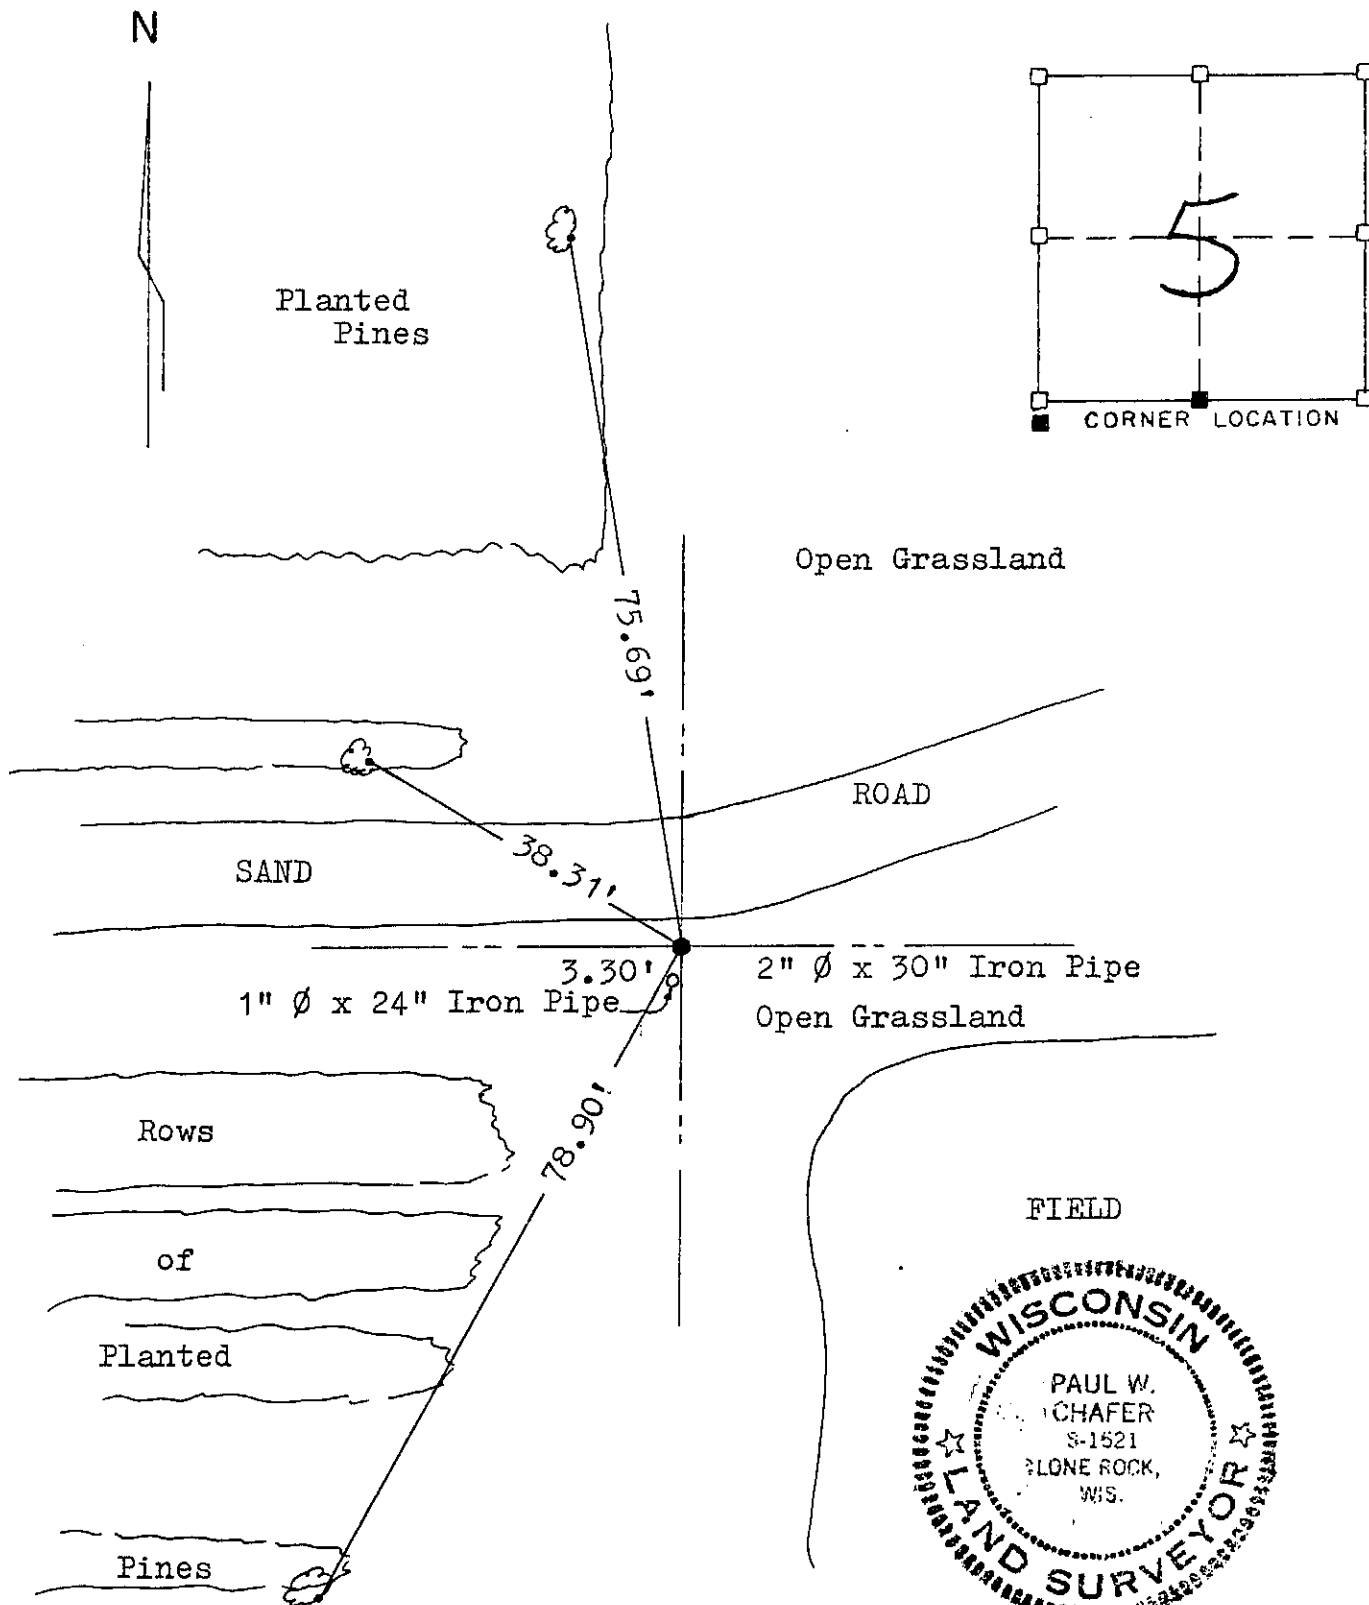 N
5
CORNER LOCATION
Planted
Pines
Open Grassland
75.69'
ROAD
38.31'
SAND
3.30'
2" Ø x 30" Iron Pipe
1" Ø x 24" Iron Pipe
Open Grassland
78.90'
Rows
of
Planted
Pines
FIELD
WISCONSIN
PAUL W.
CHAFER
S-1521
LONE ROCK,
WIS.
LAND SURVEYOR